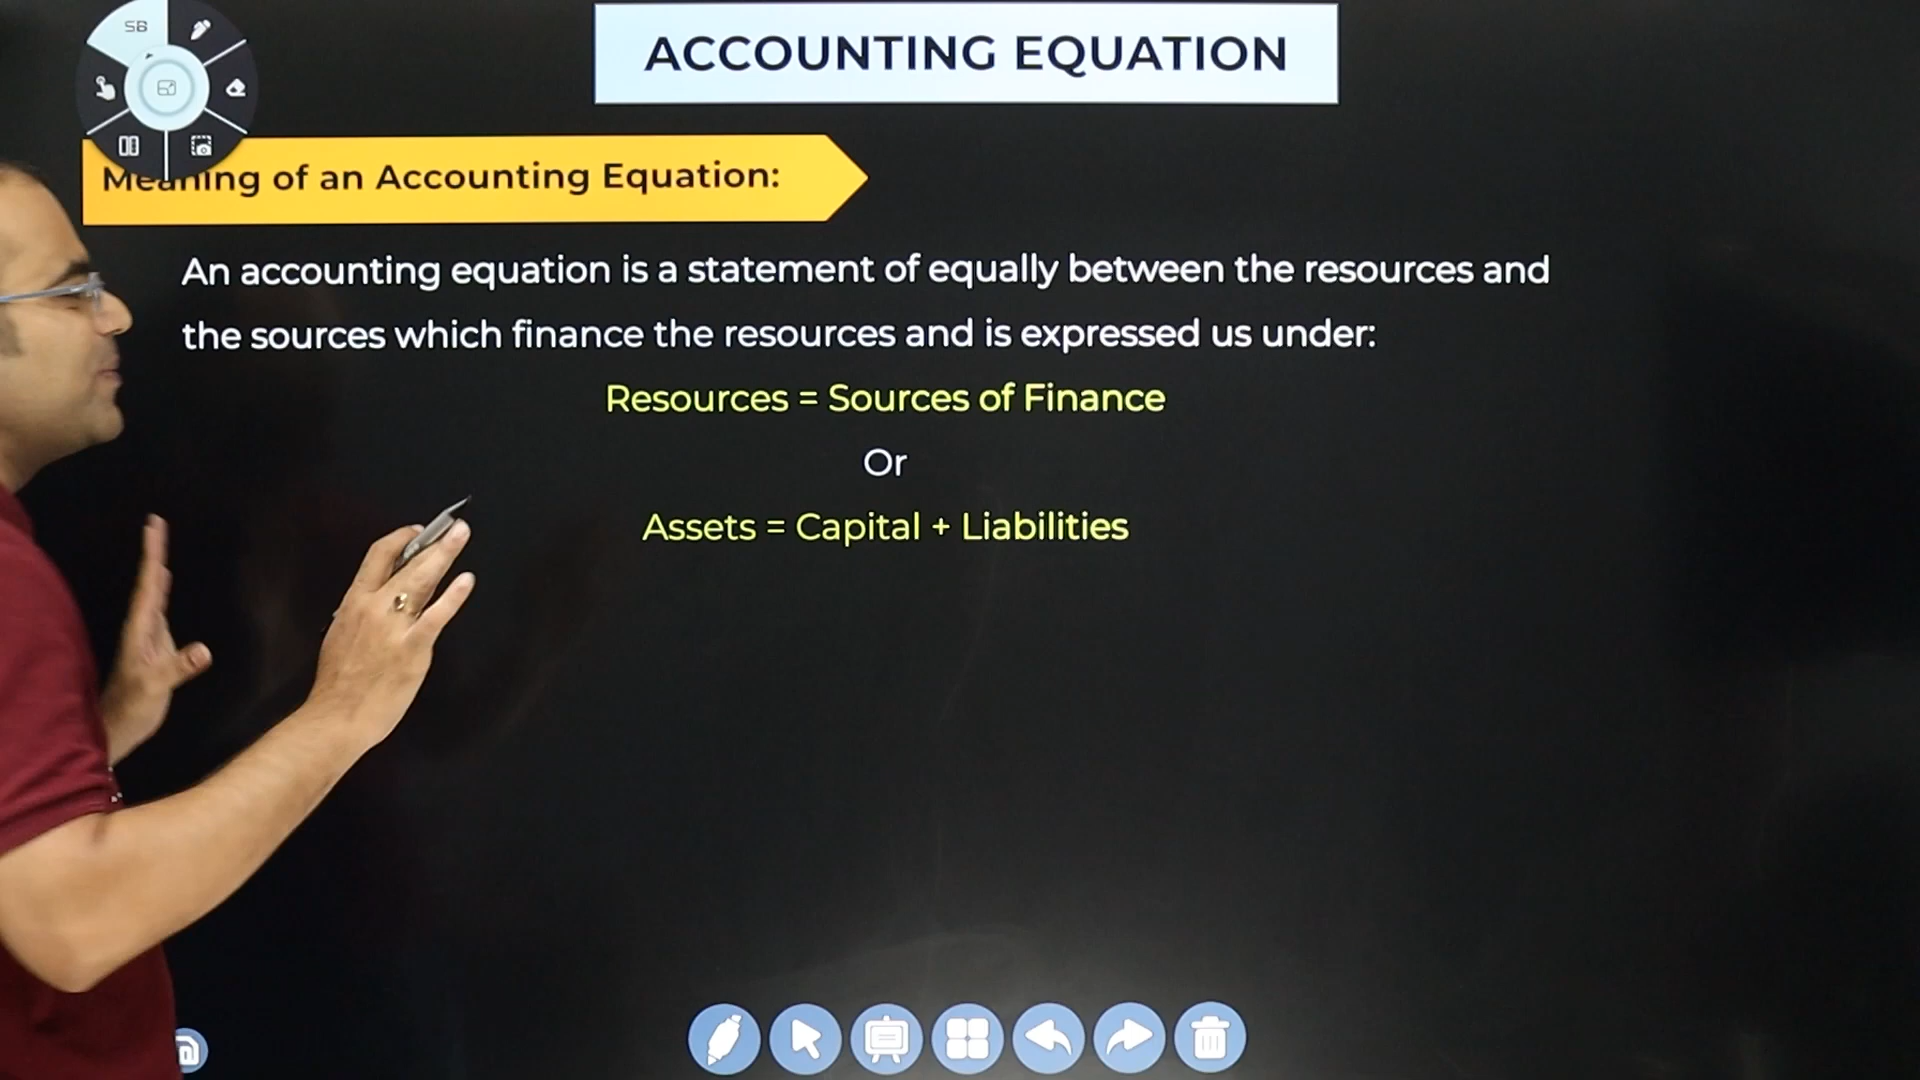 SB
ACCOUNTING EQUATION
Meaning of an Accounting Equation:
An accounting equation is a statement of equally between the resources and
the sources which finance the resources and is expressed us under:
Resources = Sources of Finance
Or
Assets = Capital + Liabilities